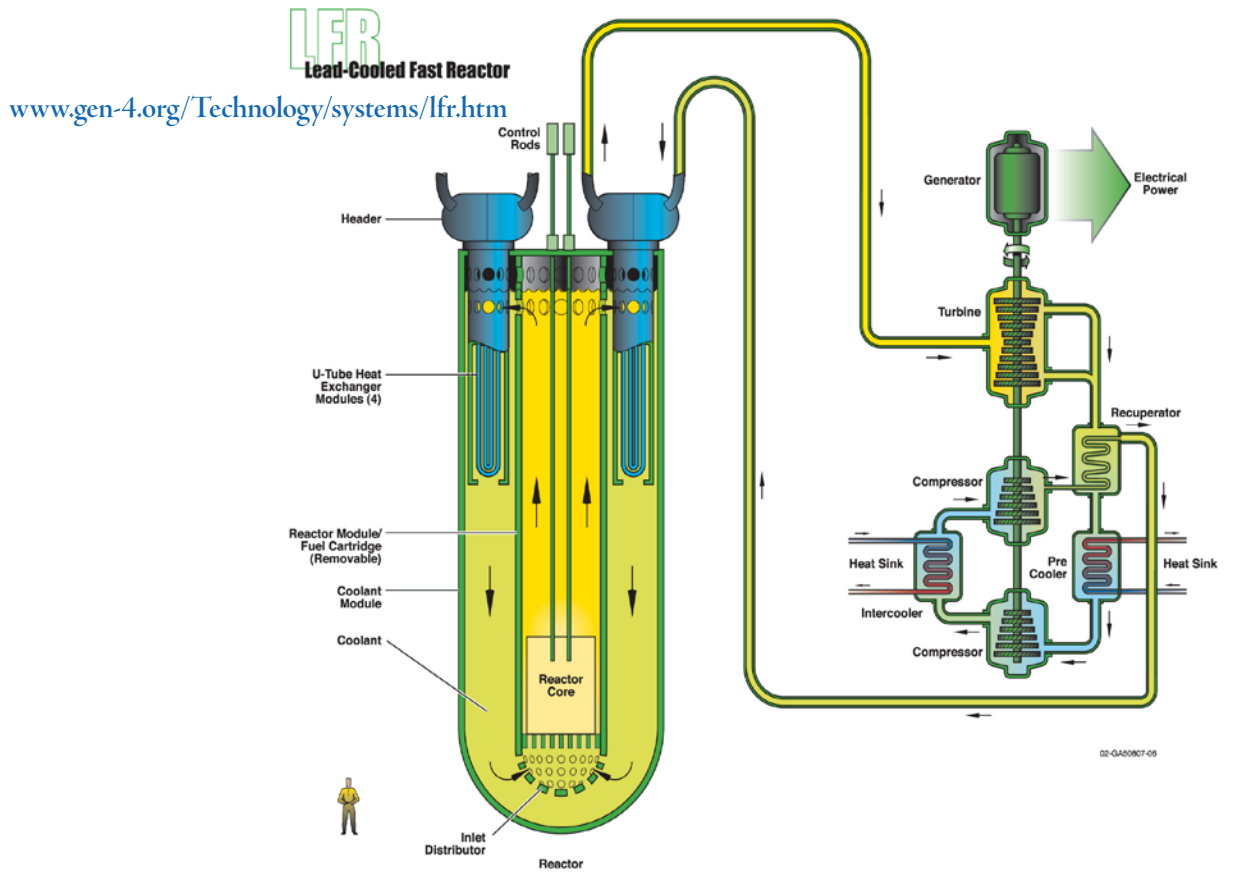 LFR
Lead-Cooled Fast Reactor
www.gen-4.org/Technology/systems/lfr.htm
Control
Rods
Header
Generator
Electrical
Power
Turbine
U-Tube Heat
Exchanger
Modules (4)
Recuperator
Compressor
Reactor Module/
Fuel Cartridge
(Removable)
Heat Sink
Pre
Cooler
Heat Sink
Coolant
Module
Intercooler
Coolant
Compressor
Reactor
Core
02-GA50807-06
Inlet
Distributor
Reactor